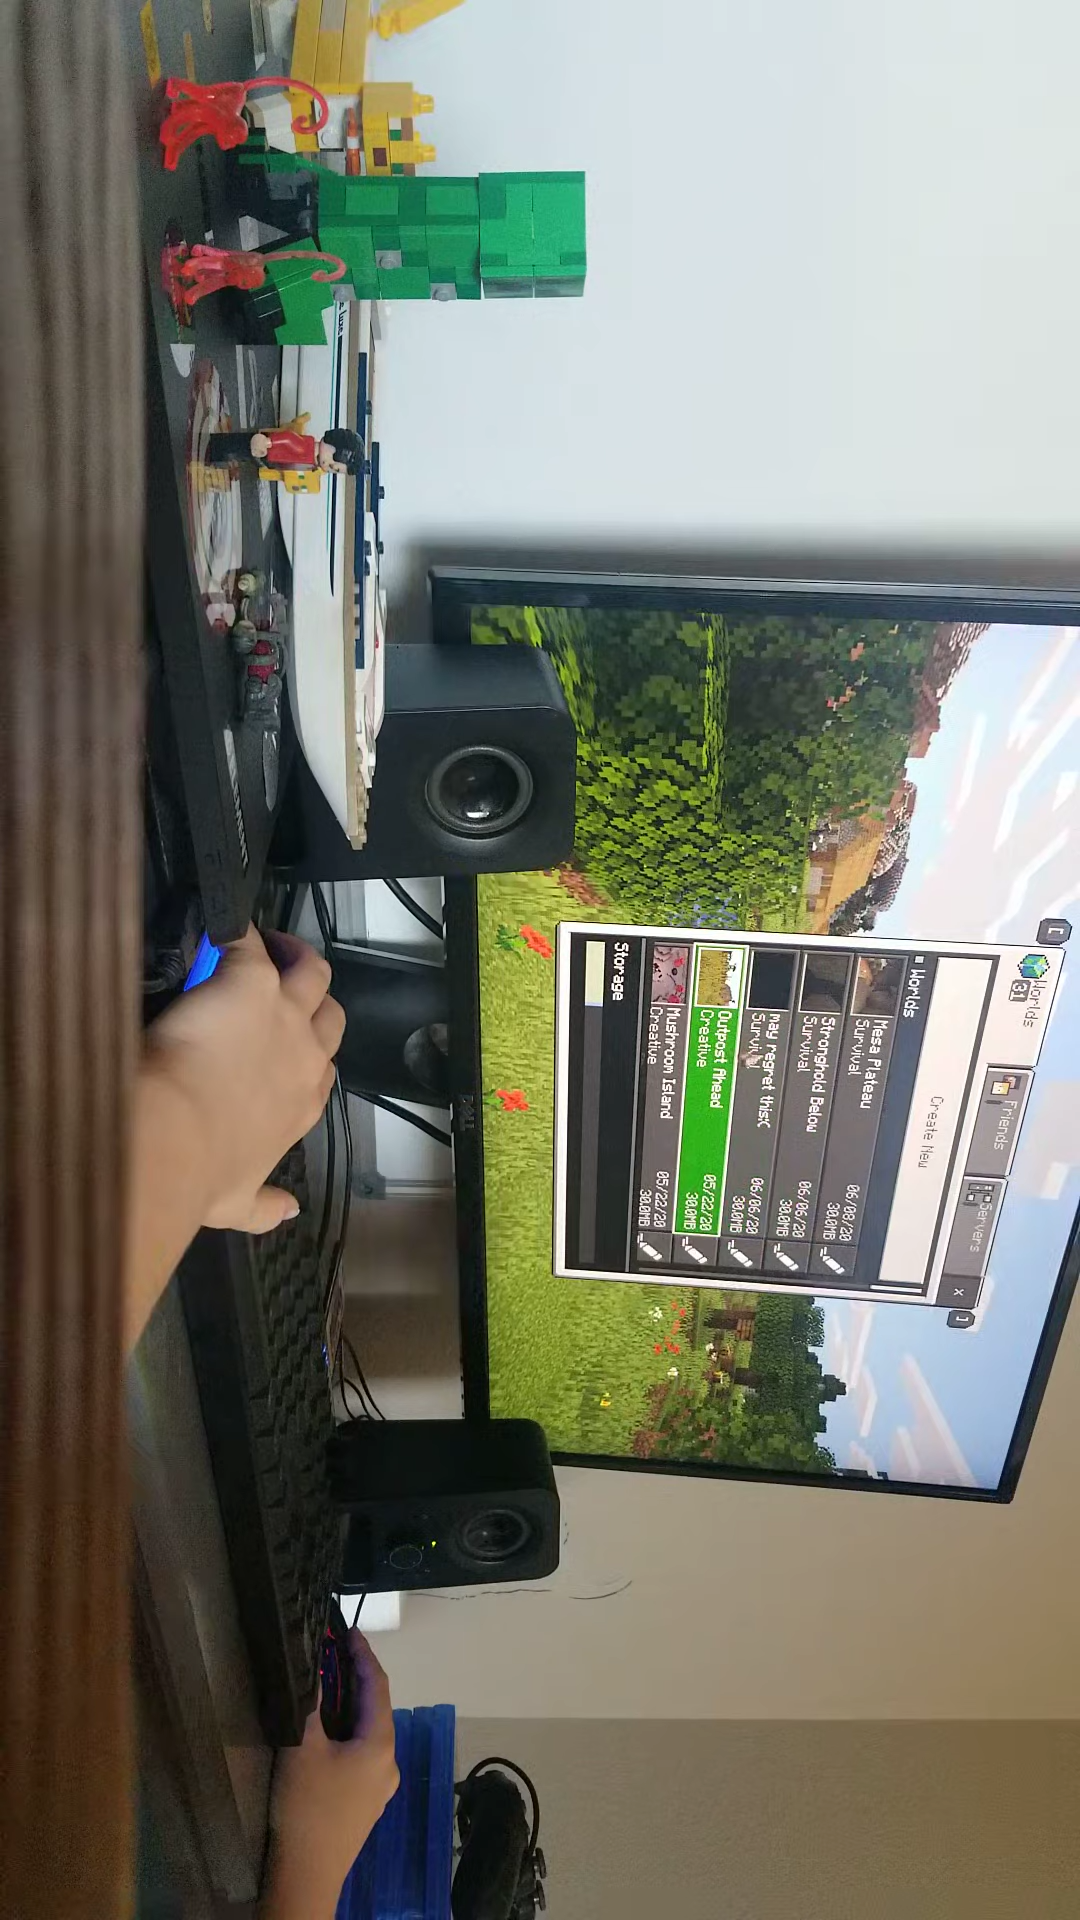 Worlds
31
Friends
Servers
x
Create New
Worlds
Mesa Plateau
Survival
06/08/20
30.0MB
Stronghold Below
Survival
06/06/20
30.0MB
may regret this:(
Survival
06/06/20
30.0MB
Outpost Ahead
Creative
05/22/20
30.0MB
Mushroom Island
Creative
05/22/20
30.0MB
Storage
DELL